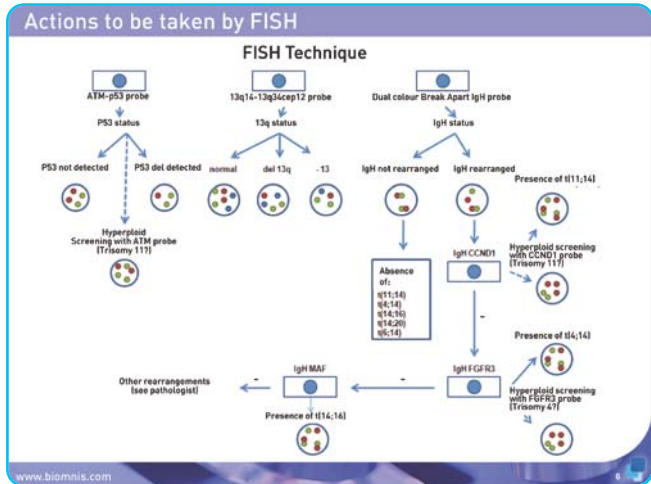 Actions to be taken by FISH
FISH Technique
ATM-p53 probe
P53 status
P53 not detected
P53 del detected
Hyperploid
Screening with ATM probe
(Trisomy 11?)
13q14-13q34cep12 probe
13q status
normal
del 13q
- 13
Dual colour Break Apart IgH probe
IgH status
IgH not rearranged
IgH rearranged
Absence
of:
t(11;14)
t(4;14)
t(14;16)
t(14;20)
t(6;14)
IgH CCND1
Presence of t(11;14)
Hyperploid screening
with CCND1 probe
(Trisomy 11?)
-
IgH FGFR3
Presence of t(4;14)
Hyperploid screening
with FGFR3 probe
(Trisomy 4?)
-
IgH MAF
Presence of t(14;16)
-
Other rearrangements
(see pathologist)
www.biomnis.com
6